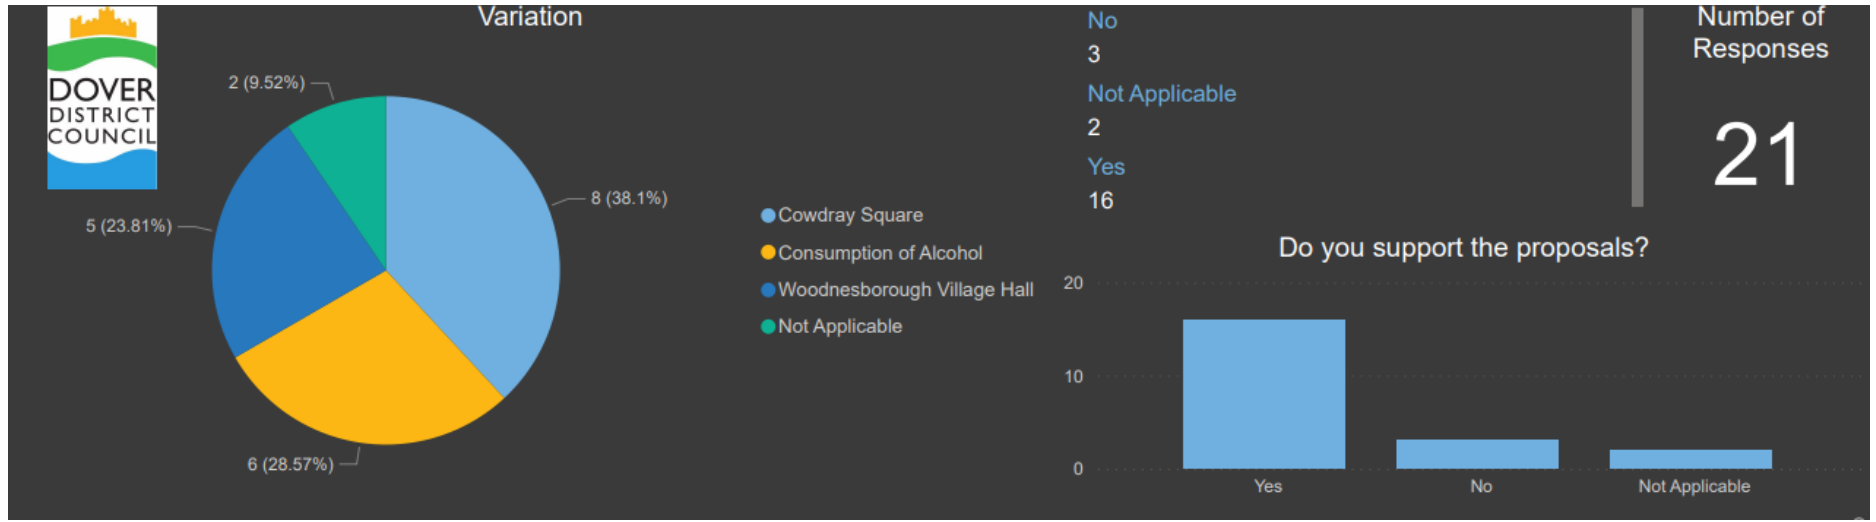 DOVER
DISTRICT
COUNCIL
Variation
2 (9.52%)
8 (38.1%)
5 (23.81%)
6 (28.57%)
Cowdray Square
Consumption of Alcohol
Woodnesborough Village Hall
Not Applicable
No
3
Not Applicable
2
Yes
16
Number of
Responses
21
Do you support the proposals?
20
10
0
Yes
No
Not Applicable